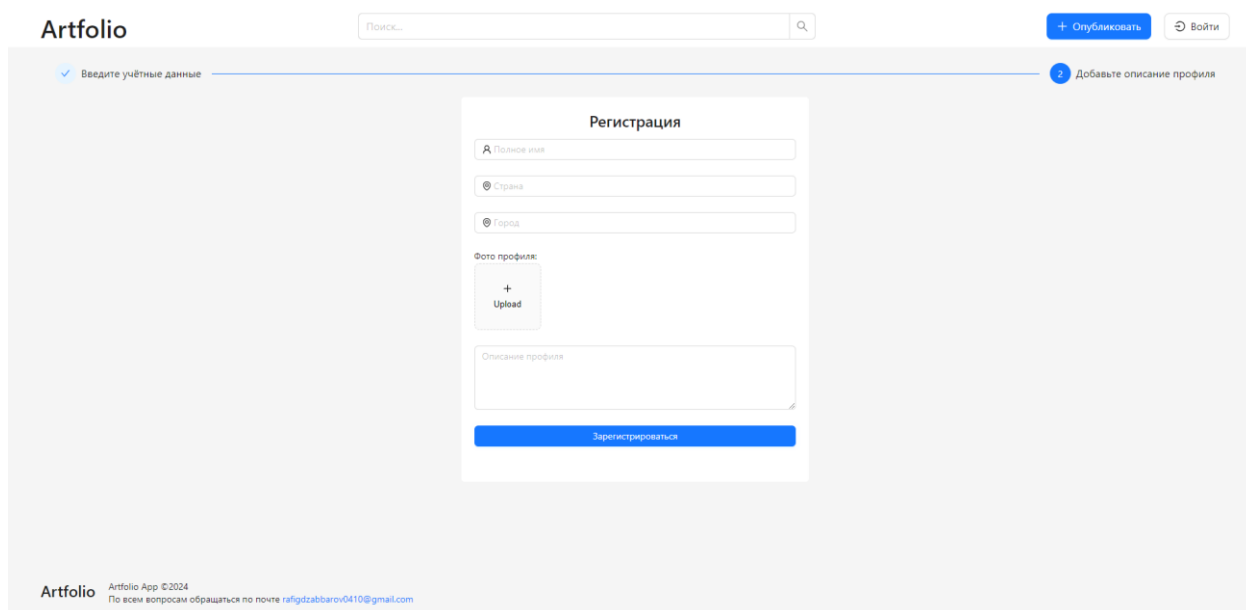 Artfolio
Поиск...
+ Опубликовать
Войти
Введите учётные данные
2 Добавьте описание профиля
Регистрация
Полное имя
Страна
Город
Фото профиля:
+
Upload
Описание профиля
Зарегистрироваться
Artfolio
Artfolio App ©2024
По всем вопросам обращаться по почте rafigdzabbarov0410@gmail.com